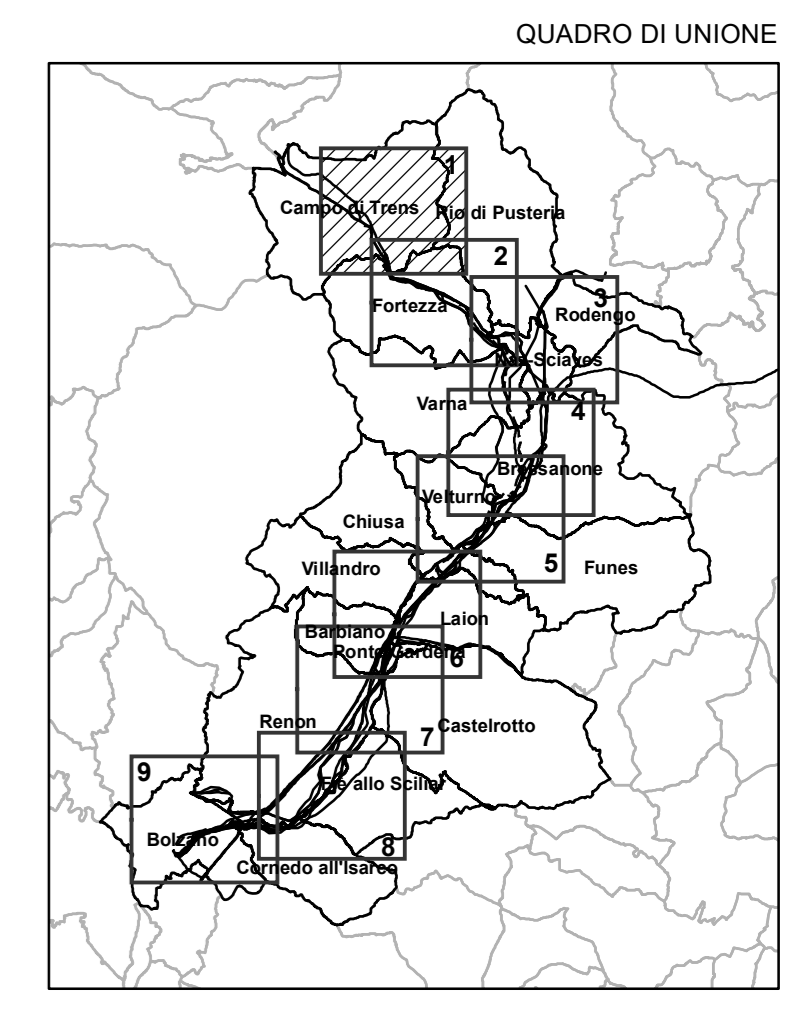 QUADRO DI UNIONE
1
Campo di Trens
Rio di Pusteria
2
3
Fortezza
Rodengo
Naz-Sciaves
Varna
4
Bressanone
Velturno
Chiusa
5
Villandro
Funes
Laion
Barbiano
Ponte Gardena
6
Renon
7
Castelrotto
9
Fie allo Sciliar
Bolzano
8
Cornedo all'Isarco